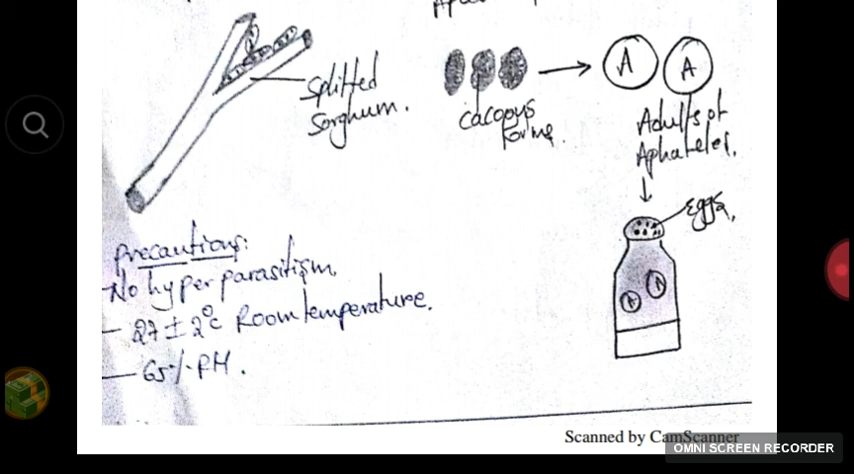 Splitted
Sorghum.
cacoons
forms.
A
A
Adults of
Aphateles.
Eggs,
A
A
Precautions:
No hyperparasitism.
— 27 ± 2°c Room temperature.
— 65% RH.
Scanned by CamScanner
OMNI SCREEN RECORDER